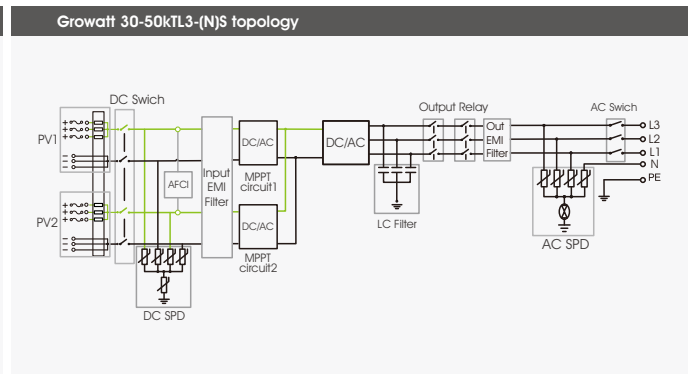 Growatt 30-50kTL3-(N)S topology
DC Swich
Output Relay
AC Swich
PV1
PV2
+
+
+
–
–
–
+
+
+
–
–
–
AFCI
Input
EMI
Filter
DC/AC
MPPT
circuit1
DC/AC
MPPT
circuit2
DC/AC
LC Filter
Out
EMI
Filter
L3
L2
L1
N
PE
DC SPD
AC SPD